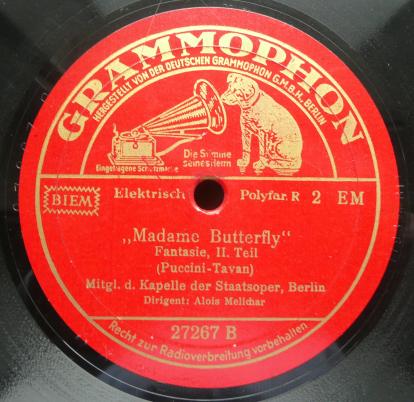 GRAMMOPHON
HERGESTELLT VON DER DEUTSCHEN GRAMMOPHON G.M.B.H. BERLIN
Die Stimme
seines Herrn
Eingetragene Schutzmarke
BIEM Elektrisch Polyfar. R 2 EM
„Madame Butterfly“
Fantasie, II. Teil
(Puccini-Tavan)
Mitgl. d. Kapelle der Staatsoper, Berlin
Dirigent: Alois Melichar
27267 B
Recht zur Radioverbreitung vorbehalten